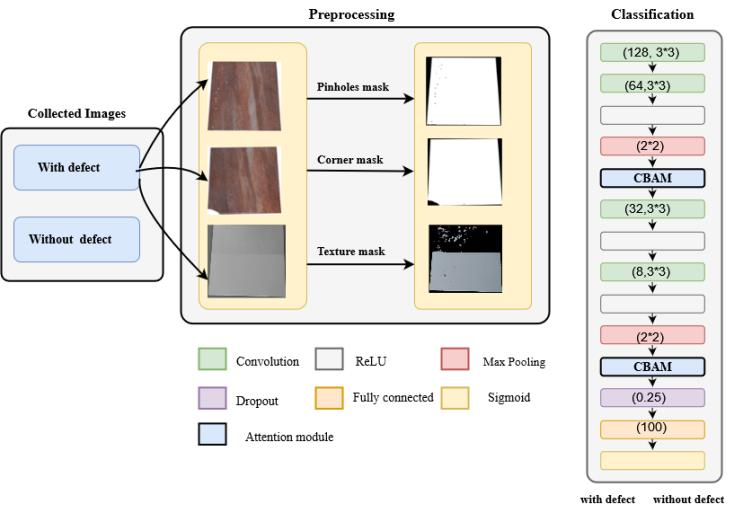 Preprocessing
Classification
Collected Images
With defect
Without defect
Pinholes mask
Corner mask
Texture mask
(128, 3*3)
(64,3*3)
(2*2)
CBAM
(32,3*3)
(8,3*3)
(2*2)
CBAM
(0.25)
(100)
with defect without defect
Convolution
ReLU
Max Pooling
Dropout
Fully connected
Sigmoid
Attention module